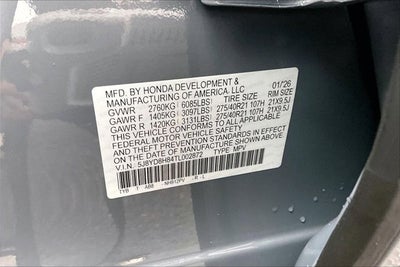 MFD. BY HONDA DEVELOPMENT & 01/26
MANUFACTURING OF AMERICA, LLC TIRE SIZE RIM SIZE
GVWR 2760KG( 6085LBS)
GAWR F 1405KG( 3097LBS) 275/40R21 107H 21X9.5J
GAWR R 1420KG( 3131LBS) 275/40R21 107H 21X9.5J
THIS VEHICLE CONFORMS TO ALL APPLICABLE
FEDERAL MOTOR VEHICLE SAFETY AND
THEFT PREVENTION STANDARDS IN EFFECT ON
THE DATE OF MANUFACTURE SHOWN ABOVE.
V.I.N. 5J8YD8H84TL002872 TYPE MPV